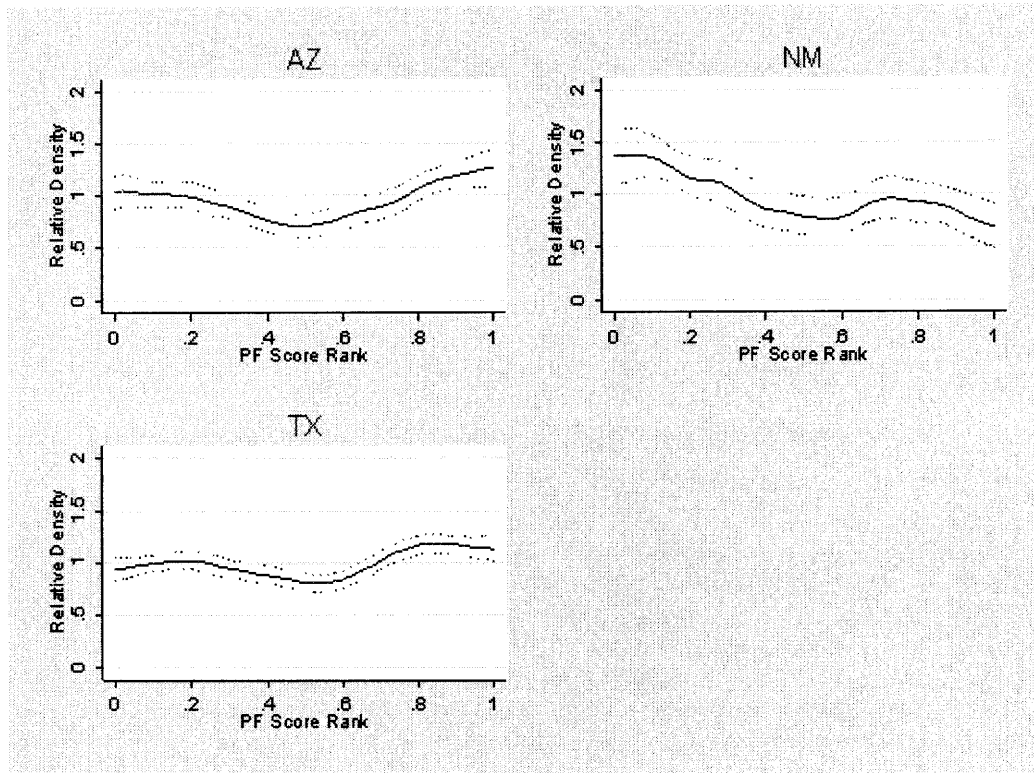 AZ
Relative Density
2
1.5
1
.5
0
0 .2 .4 .6 .8 1
PF Score Rank
NM
Relative Density
2
1.5
1
.5
0
0 .2 .4 .6 .8 1
PF Score Rank
TX
Relative Density
2
1.5
1
.5
0
0 .2 .4 .6 .8 1
PF Score Rank